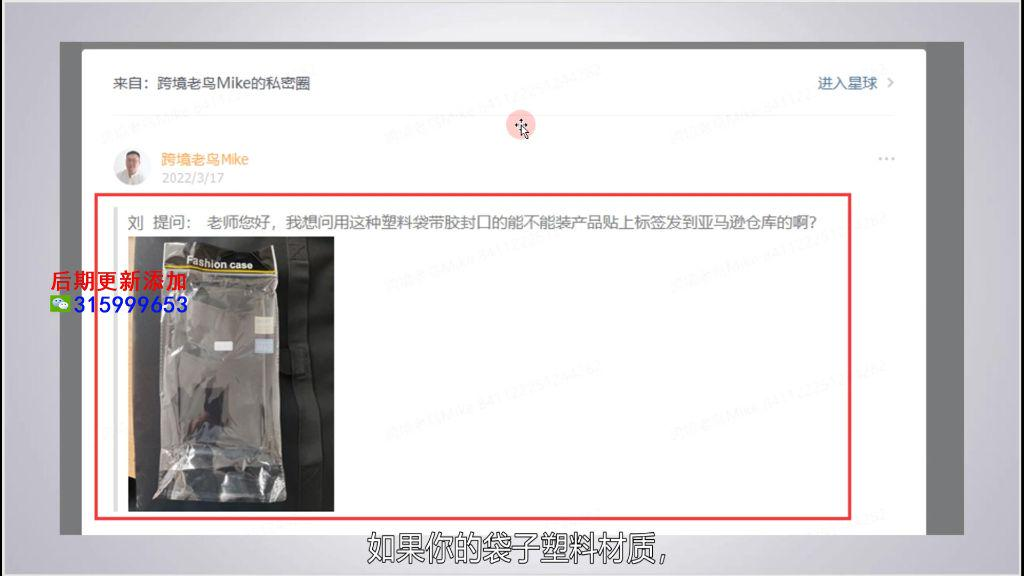 来自：跨境老鸟Mike的私密圈
进入星球
跨境老鸟Mike
2022/3/17
刘 提问： 老师您好，我想问用这种塑料袋带胶封口的能不能装产品贴上标签发到亚马逊仓库的啊?
Fashion case
后期更新添加
315999653
如果你的袋子塑料材质，